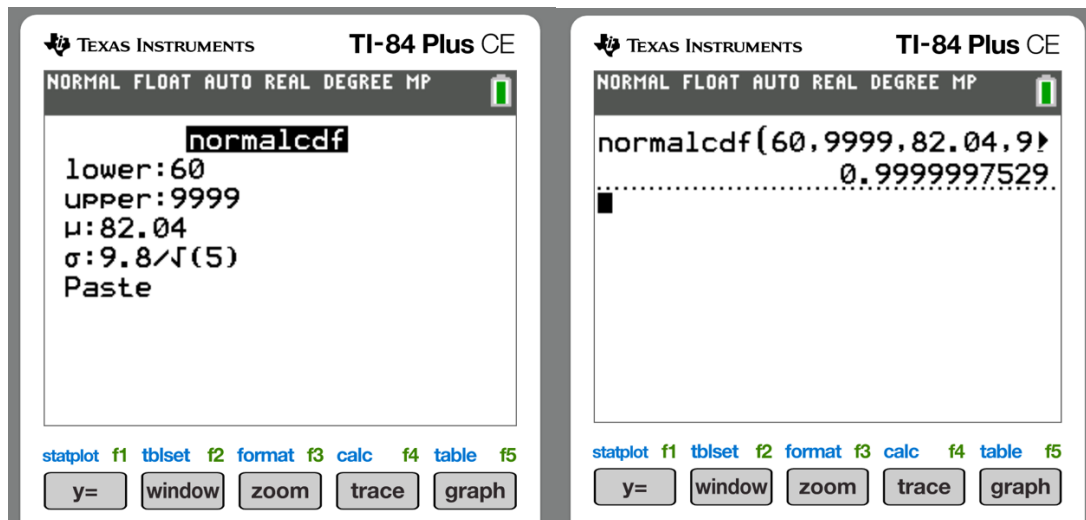 TEXAS INSTRUMENTS TI-84 Plus CE
NORMAL FLOAT AUTO REAL DEGREE MP
normalcdf
lower:60
upper:9999
μ:82.04
σ:9.8/√(5)
Paste
statplot f1 tblset f2 format f3 calc f4 table f5
y= window zoom trace graph
TEXAS INSTRUMENTS TI-84 Plus CE
NORMAL FLOAT AUTO REAL DEGREE MP
normalcdf(60,9999,82.04,9
0.9999997529
statplot f1 tblset f2 format f3 calc f4 table f5
y= window zoom trace graph